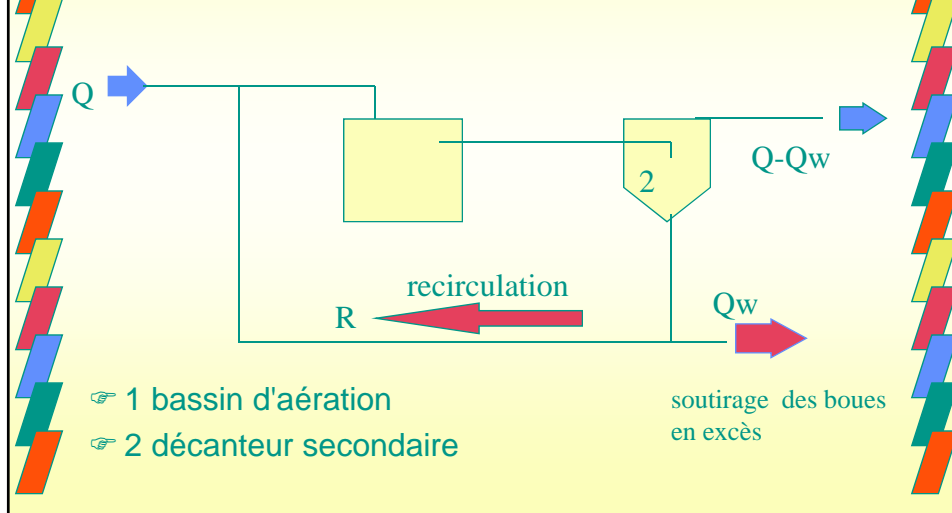 Q
Q-Qw
2
recirculation
R
Qw
☞ 1 bassin d'aération
☞ 2 décanteur secondaire
soutirage des boues
en excès